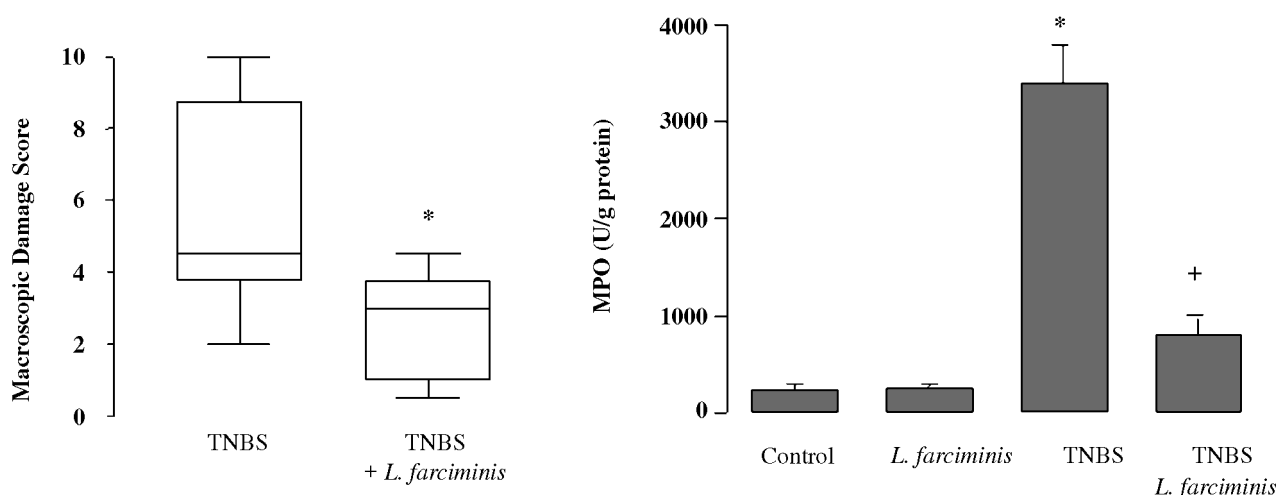 Macroscopic Damage Score
10
8
6
4
2
0
*
TNBS
TNBS
+ L. farciminis
MPO (U/g protein)
4000
3000
2000
1000
0
*
+
Control
L. farciminis
TNBS
TNBS
L. farciminis